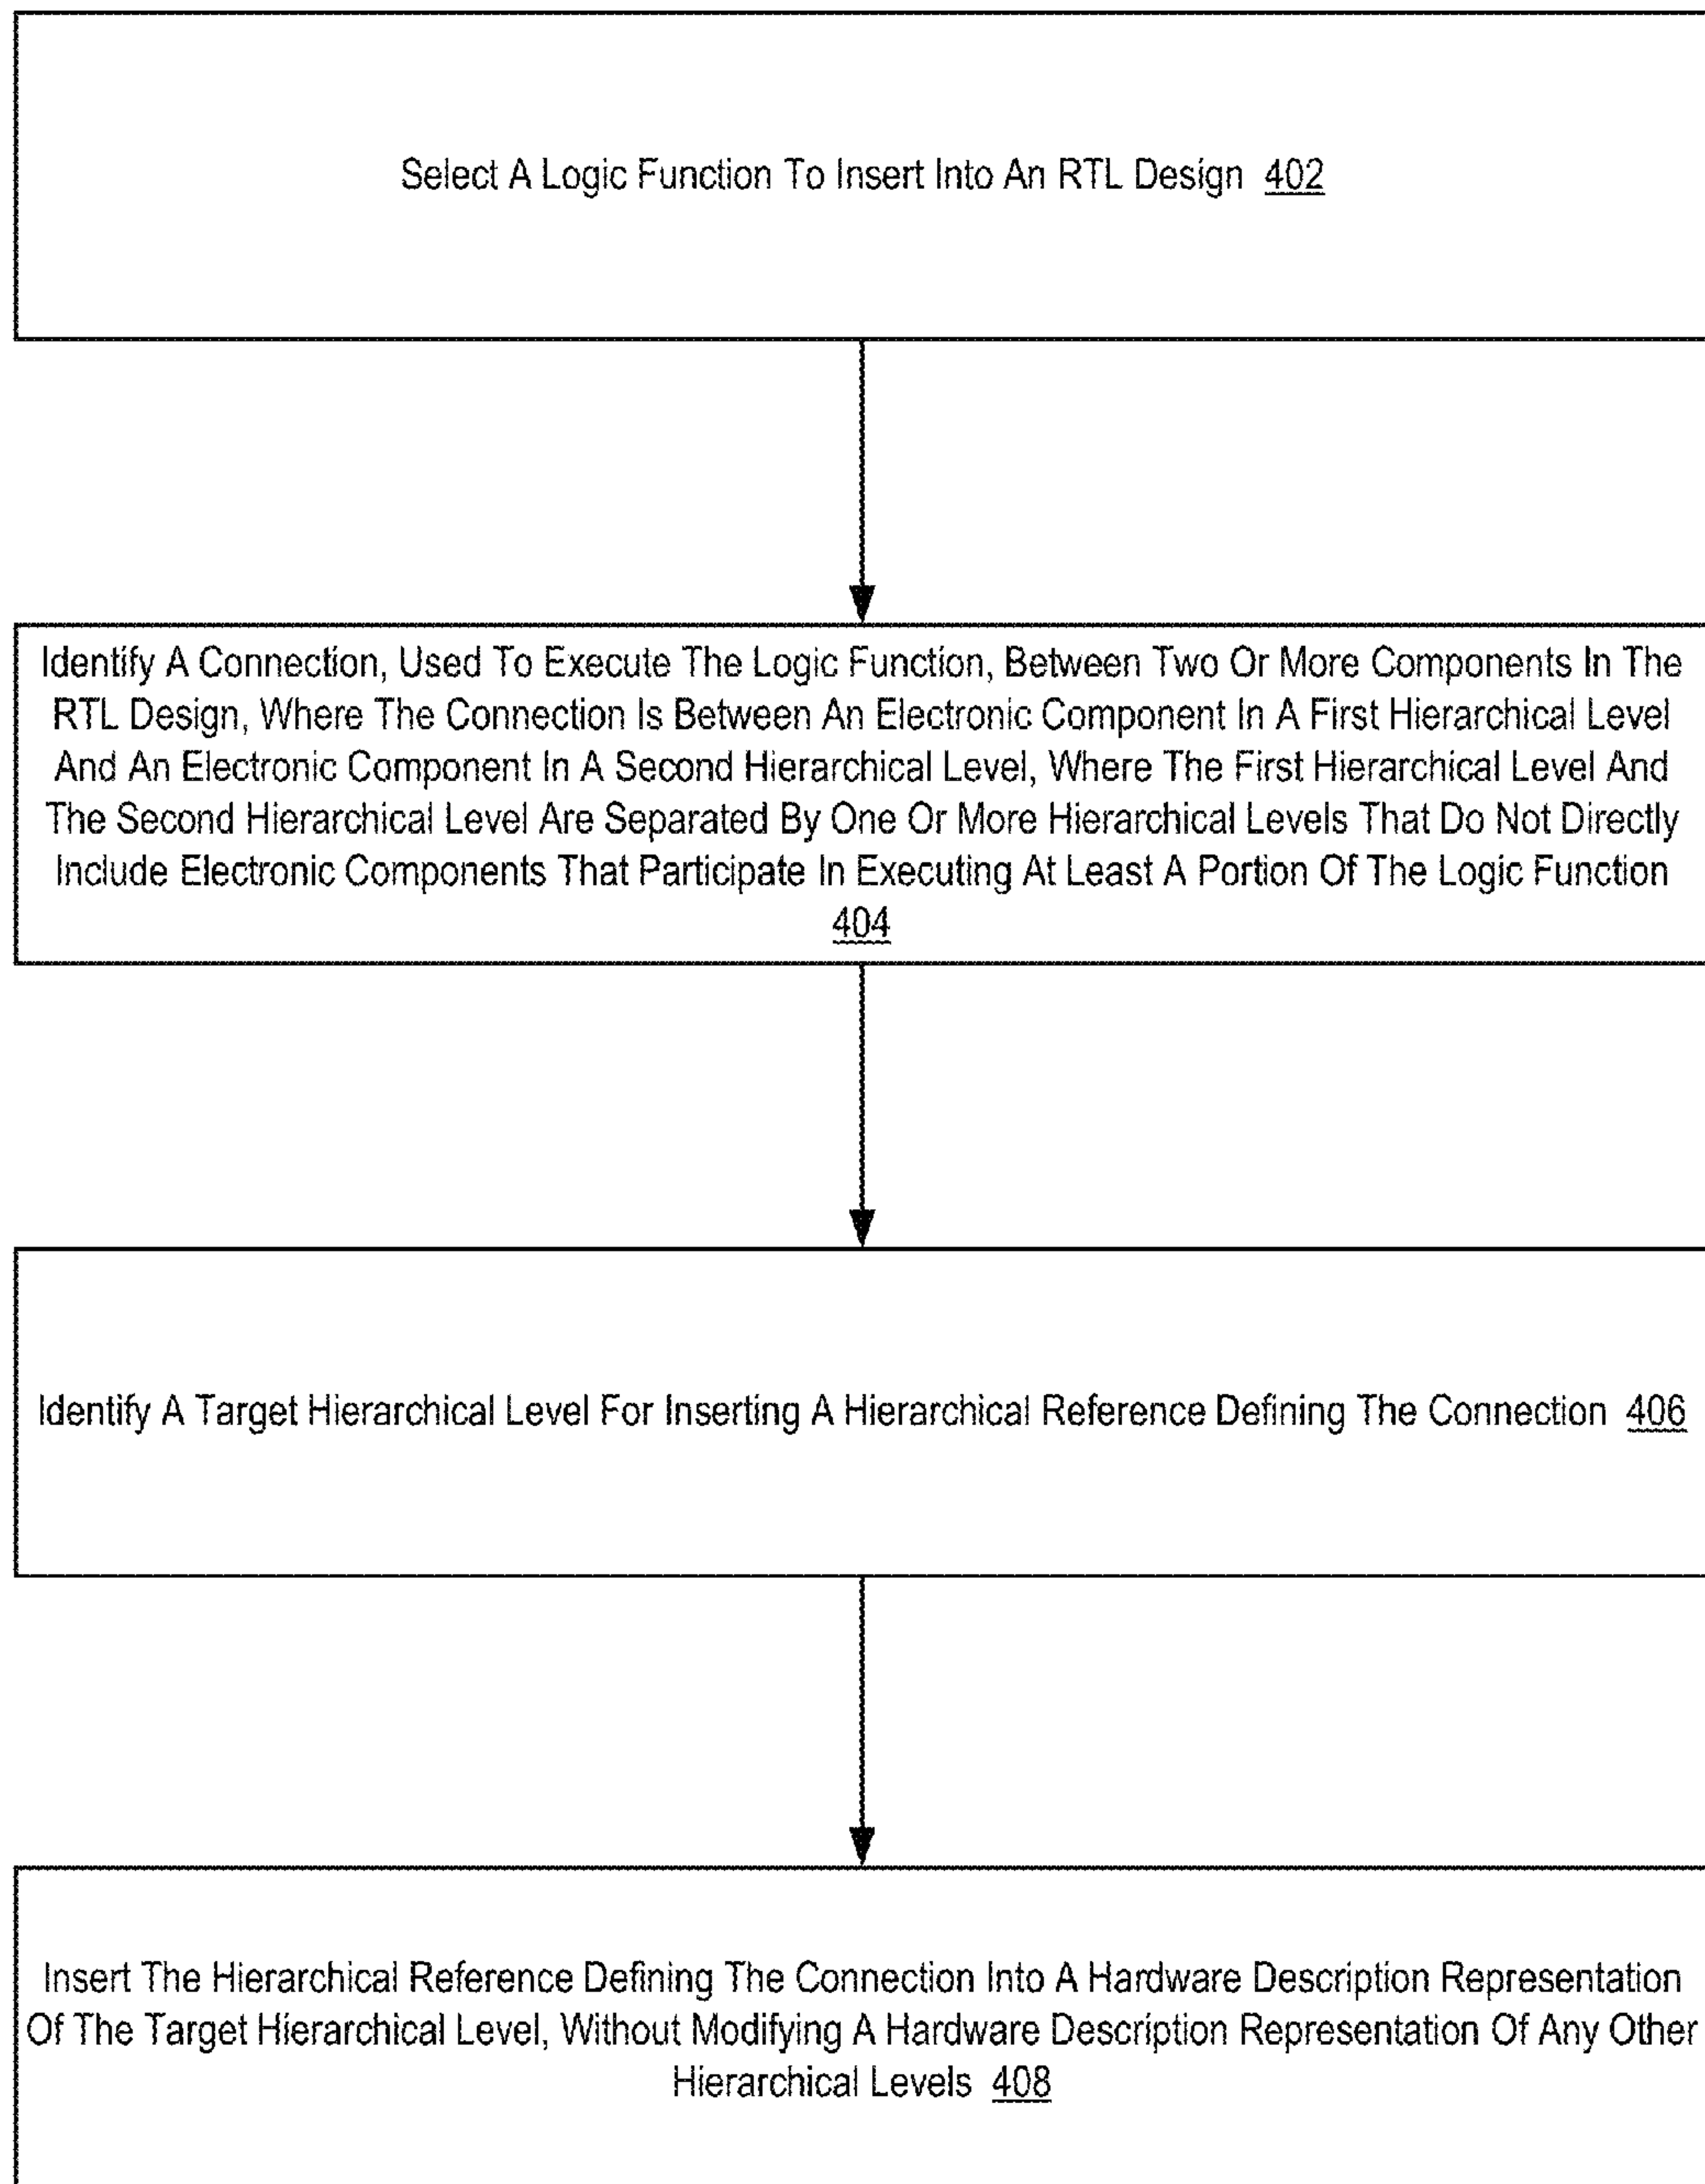 Select A Logic Function To Insert Into An RTL Design 402
Identify A Connection, Used To Execute The Logic Function, Between Two Or More Components In The
RTL Design, Where The Connection Is Between An Electronic Component In A First Hierarchical Level
And An Electronic Component In A Second Hierarchical Level, Where The First Hierarchical Level And
The Second Hierarchical Level Are Separated By One Or More Hierarchical Levels That Do Not Directly
Include Electronic Components That Participate In Executing At Least A Portion Of The Logic Function
404
Identify A Target Hierarchical Level For Inserting A Hierarchical Reference Defining The Connection 406
Insert The Hierarchical Reference Defining The Connection Into A Hardware Description Representation
Of The Target Hierarchical Level, Without Modifying A Hardware Description Representation Of Any Other
Hierarchical Levels 408